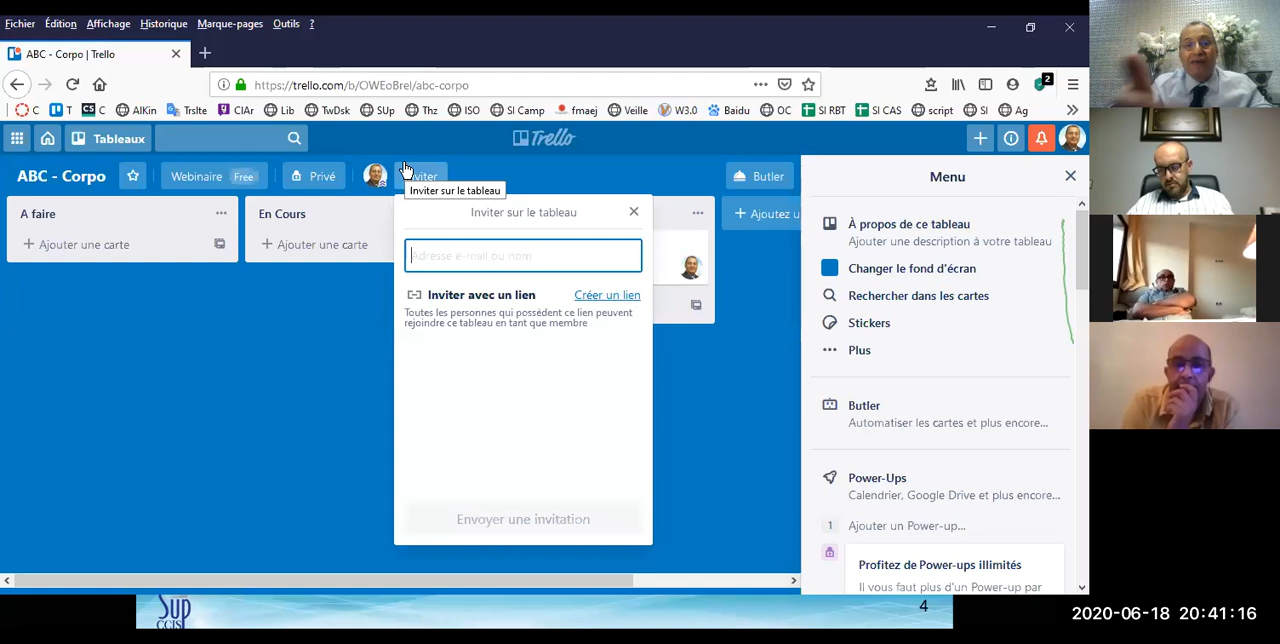 Fichier Édition Affichage Historique Marque-pages Outils ?
ABC - Corpo | Trello
https://trello.com/b/OWEoBrel/abc-corpo
2
C T C AlKin Trslte CIAr Lib TwDsk SUp Thz ISO SI Camp fmaej Veille W3.0 Baidu OC SI RBT SI CAS script SI Ag
Tableaux
Trello
ABC - Corpo
Webinaire Free
Privé
Inviter
Butler
Inviter sur le tableau
A faire
Ajouter une carte
En Cours
Ajouter une carte
Inviter sur le tableau
Adresse e-mail ou nom
Inviter avec un lien
Créer un lien
Toutes les personnes qui possèdent ce lien peuvent
rejoindre ce tableau en tant que membre
Envoyer une invitation
Ajoutez u
Menu
À propos de ce tableau
Ajouter une description à votre tableau
Changer le fond d'écran
Rechercher dans les cartes
Stickers
Plus
Butler
Automatiser les cartes et plus encore...
Power-Ups
Calendrier, Google Drive et plus encore...
1 Ajouter un Power-up...
Profitez de Power-ups illimités
Il vous faut plus d'un Power-up par
Sup
CCIS
4
2020-06-18 20:41:16